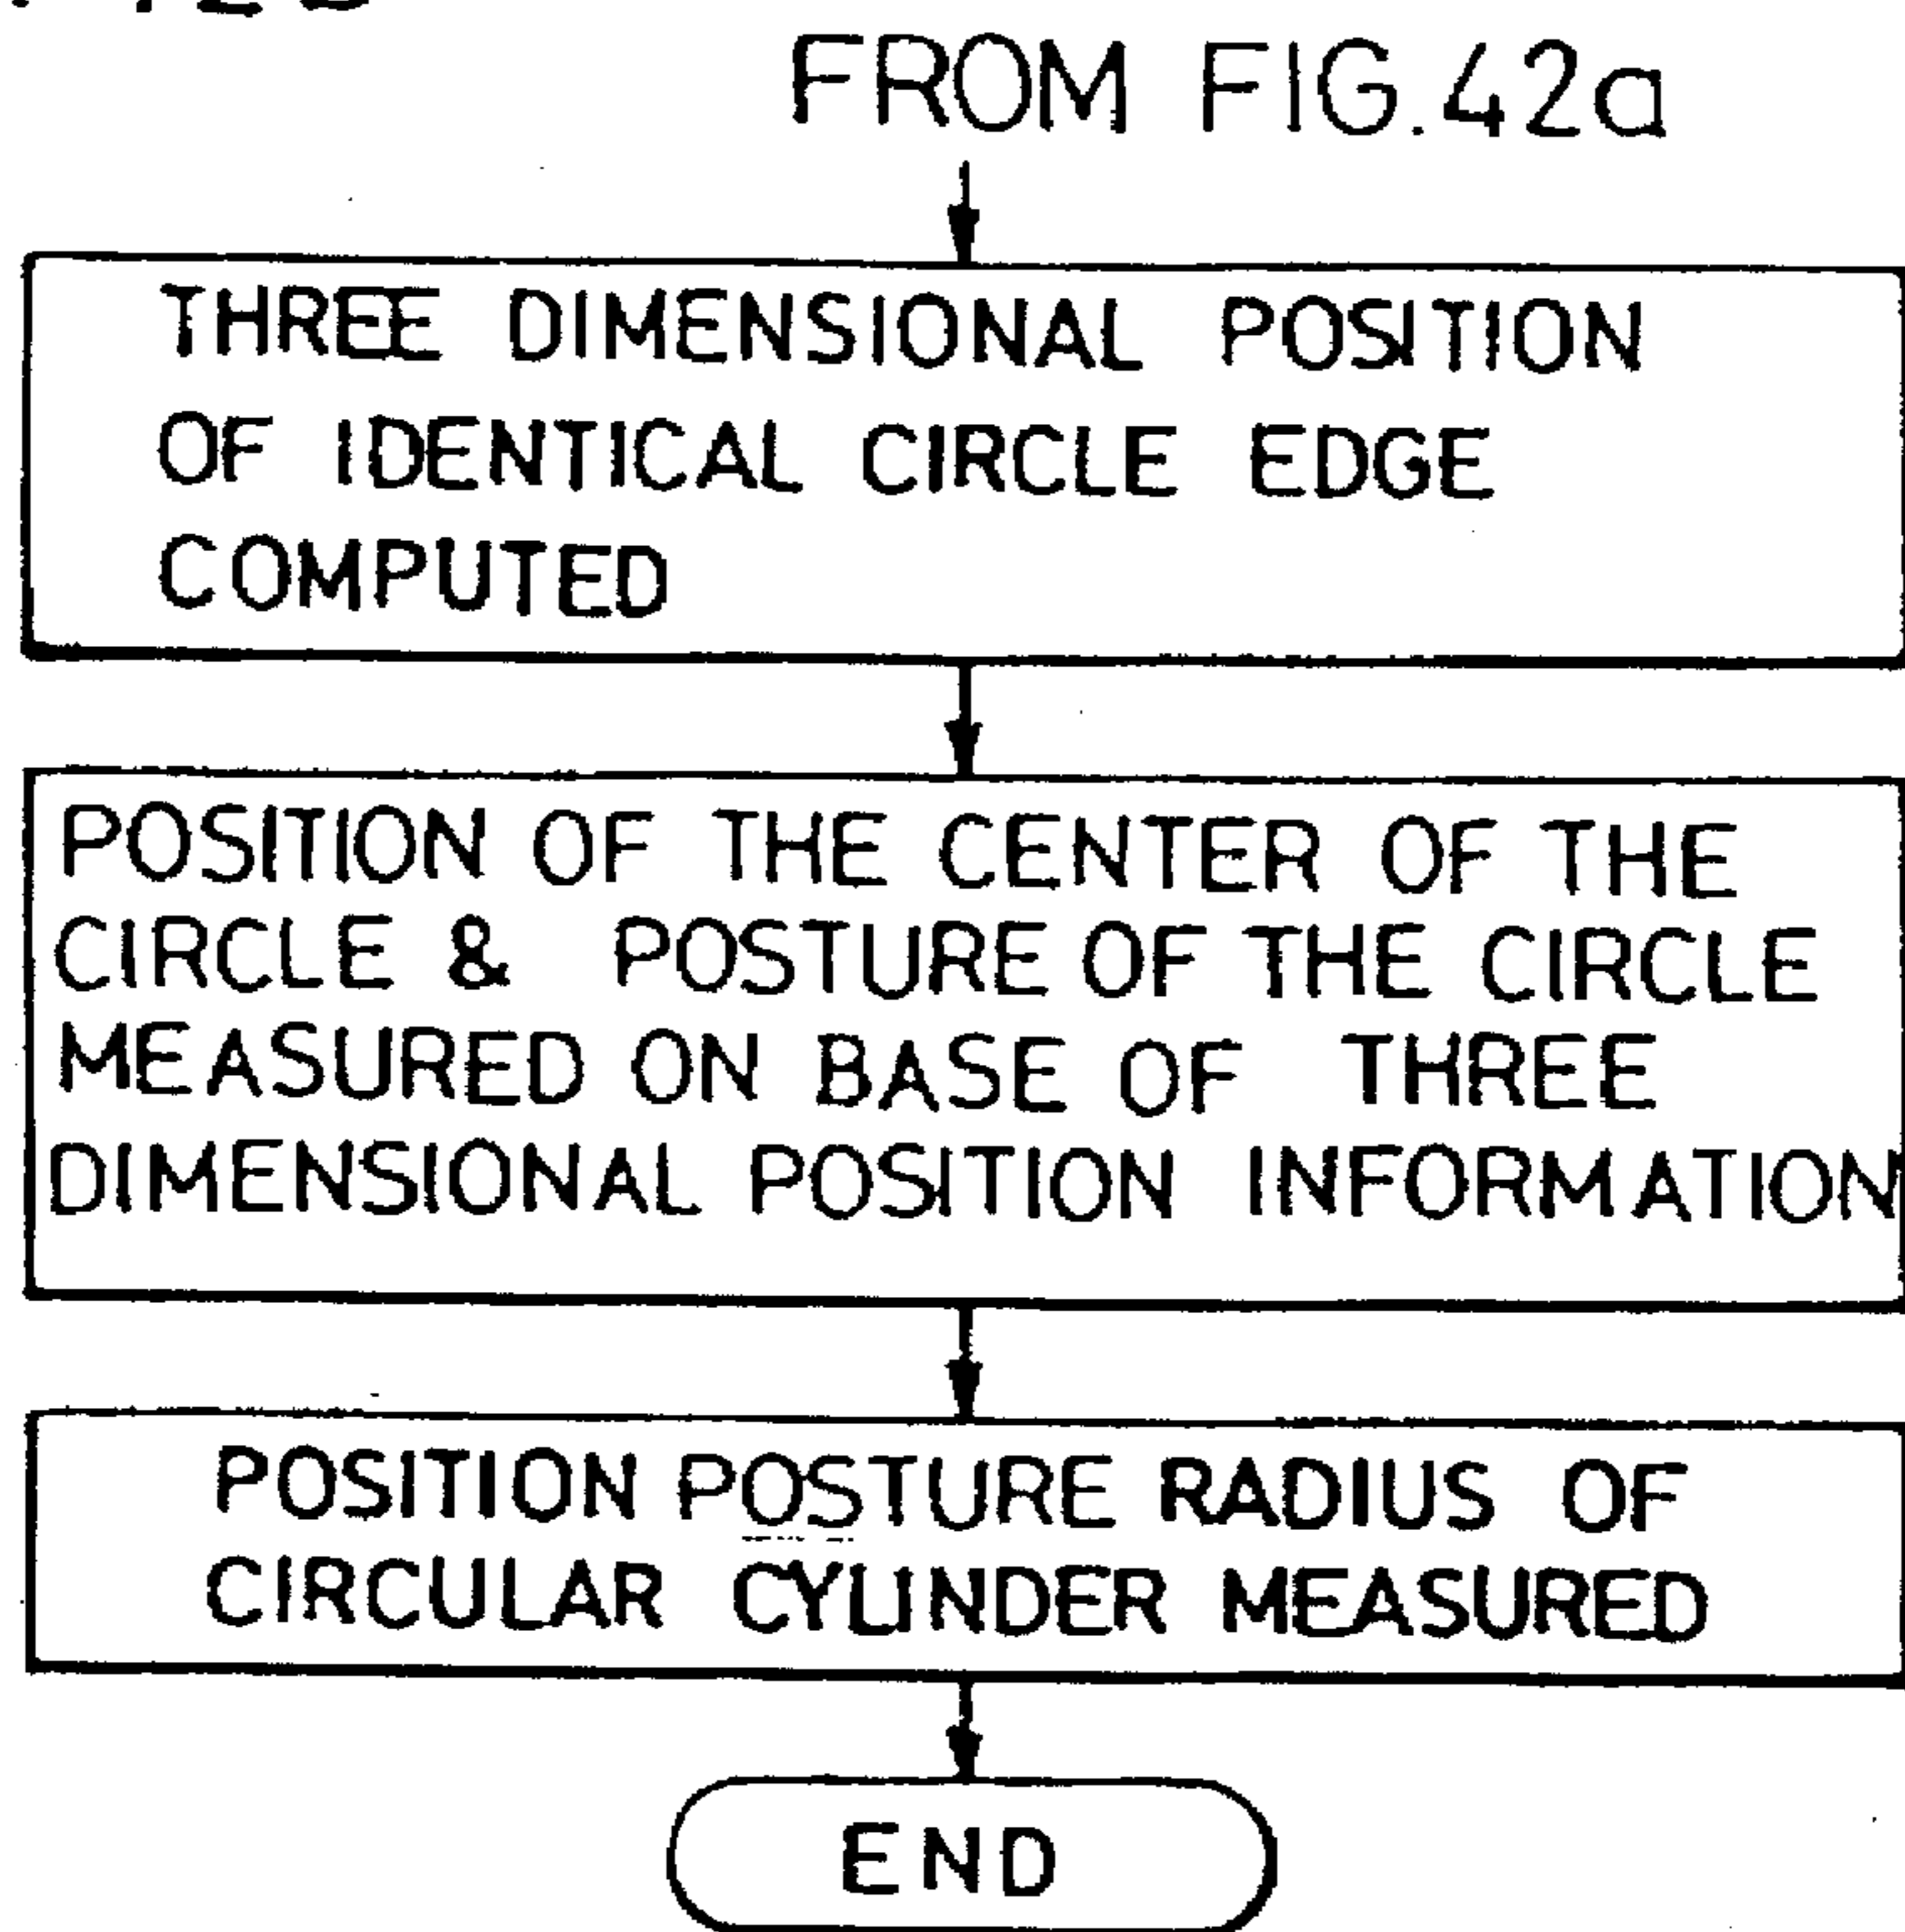 FROM FIG.42a
THREE DIMENSIONAL POSITION
OF IDENTICAL CIRCLE EDGE
COMPUTED
POSITION OF THE CENTER OF THE
CIRCLE & POSTURE OF THE CIRCLE
MEASURED ON BASE OF THREE
DIMENSIONAL POSITION INFORMATION
POSITION POSTURE RADIUS OF
CIRCULAR CYLINDER MEASURED
END